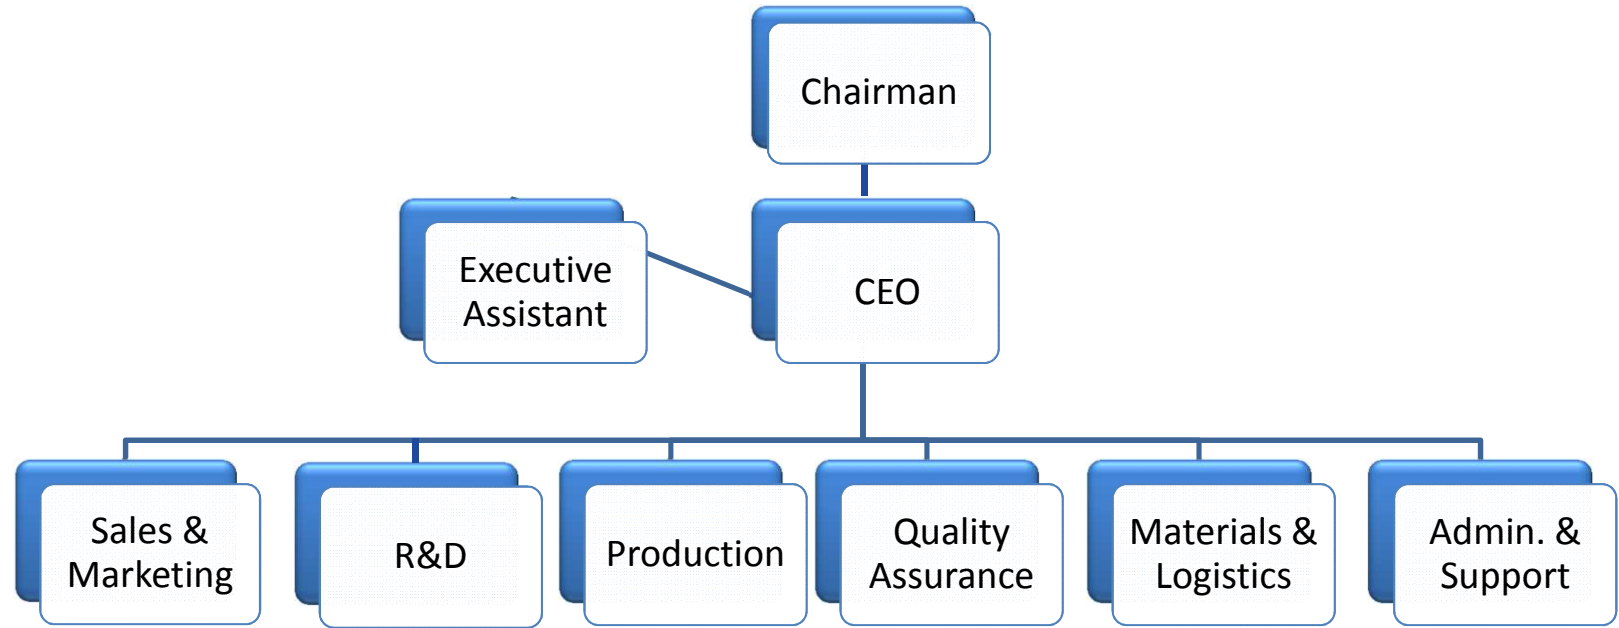 Chairman
Executive
Assistant
CEO
Sales &
Marketing
R&D
Production
Quality
Assurance
Materials &
Logistics
Admin. &
Support